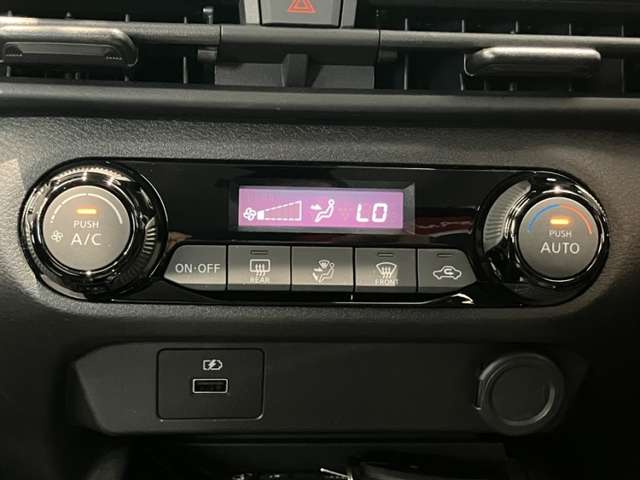 LO
PUSH
A/C
PUSH
AUTO
ON·OFF
REAR
FRONT